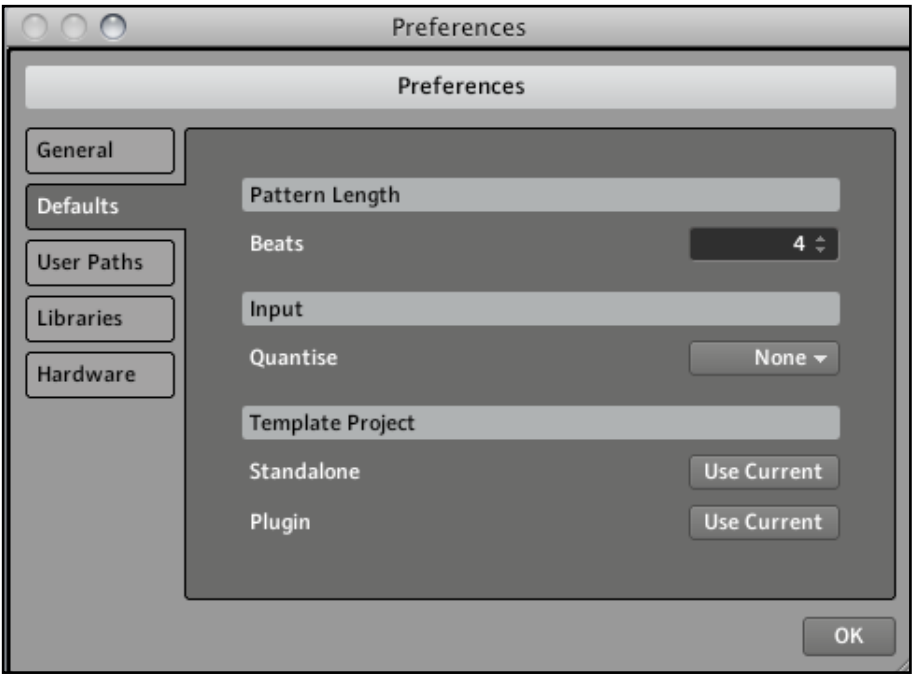 Preferences
Preferences
General
Defaults
User Paths
Libraries
Hardware
Pattern Length
Beats 4
Input
Quantise None
Template Project
Standalone Use Current
Plugin Use Current
OK